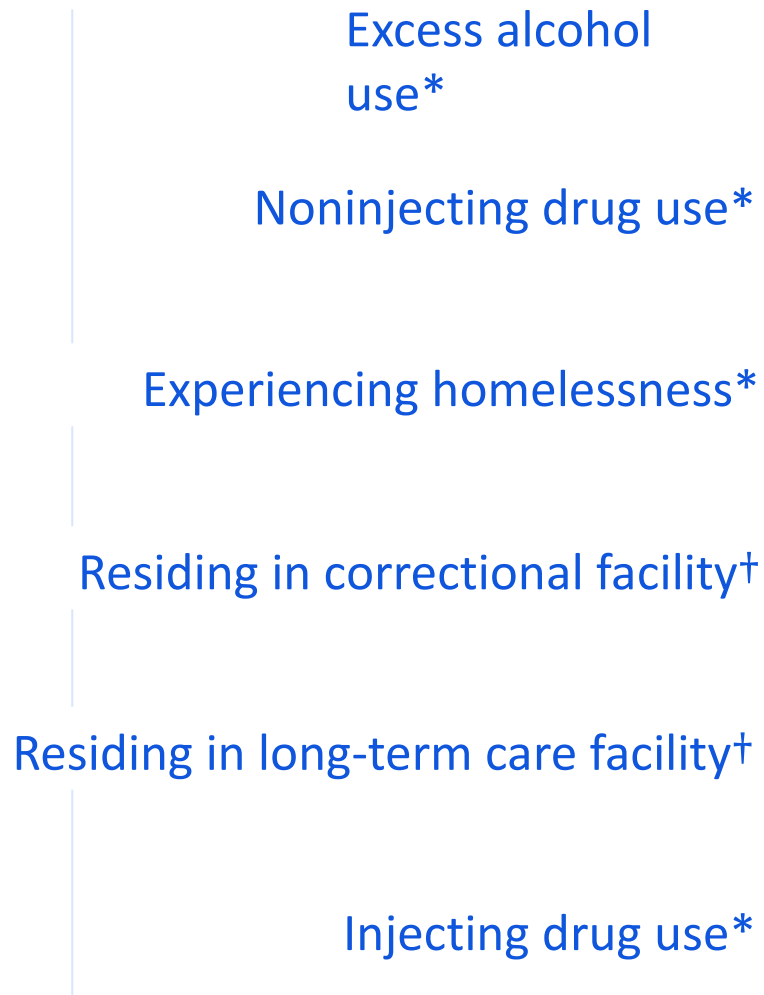 Excess alcohol
use*
Noninjecting drug use*
Experiencing homelessness*
Residing in correctional facility†
Residing in long-term care facility†
Injecting drug use*